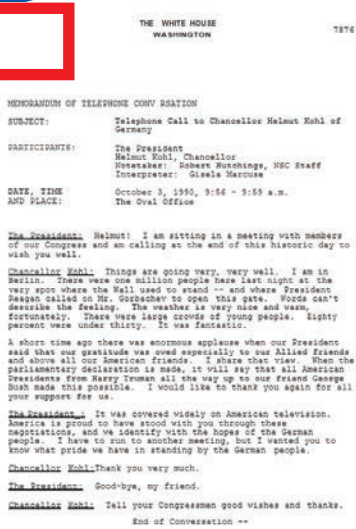 THE WHITE HOUSE
WASHINGTON
7876
MEMORANDUM OF TELEPHONE CONV RSATION
SUBJECT: Telephone Call to Chancellor Helmut Kohl of
Germany
PARTICIPANTS: The President
Helmut Kohl, Chancellor
Notetaker: Robert Hutchings, NSC Staff
Interpreter: Gisela Marcuse
DATE, TIME October 3, 1990, 9:56 - 9:59 a.m.
AND PLACE: The Oval Office
The President: Helmut! I am sitting in a meeting with members
of our Congress and am calling at the end of this historic day to
wish you well.
Chancellor Kohl: Things are going very, very well. I am in
Berlin. There were one million people here last night at the
very spot where the Wall used to stand -- and where President
Reagan called on Mr. Gorbachev to open this gate. Words can't
describe the feeling. The weather is very nice and warm,
fortunately. There were large crowds of young people. Eighty
percent were under thirty. It was fantastic.
A short time ago there was enormous applause when our President
said that our gratitude was owed especially to our Allied friends
and above all our American friends. I share that view. When the
parliamentary declaration is made, it will say that all American
Presidents from Harry Truman all the way up to our friend George
Bush made this possible. I would like to thank you again for all
your support for us.
The President: It was covered widely on American television.
America is proud to have stood with you through these
negotiations, and we identify with the hopes of the German
people. I have to run to another meeting, but I wanted you to
know what pride we have in standing by the German people.
Chancellor Kohl: Thank you very much.
The President: Good-bye, my friend.
Chancellor Kohl: Tell your Congressmen good wishes and thanks.
End of Conversation --